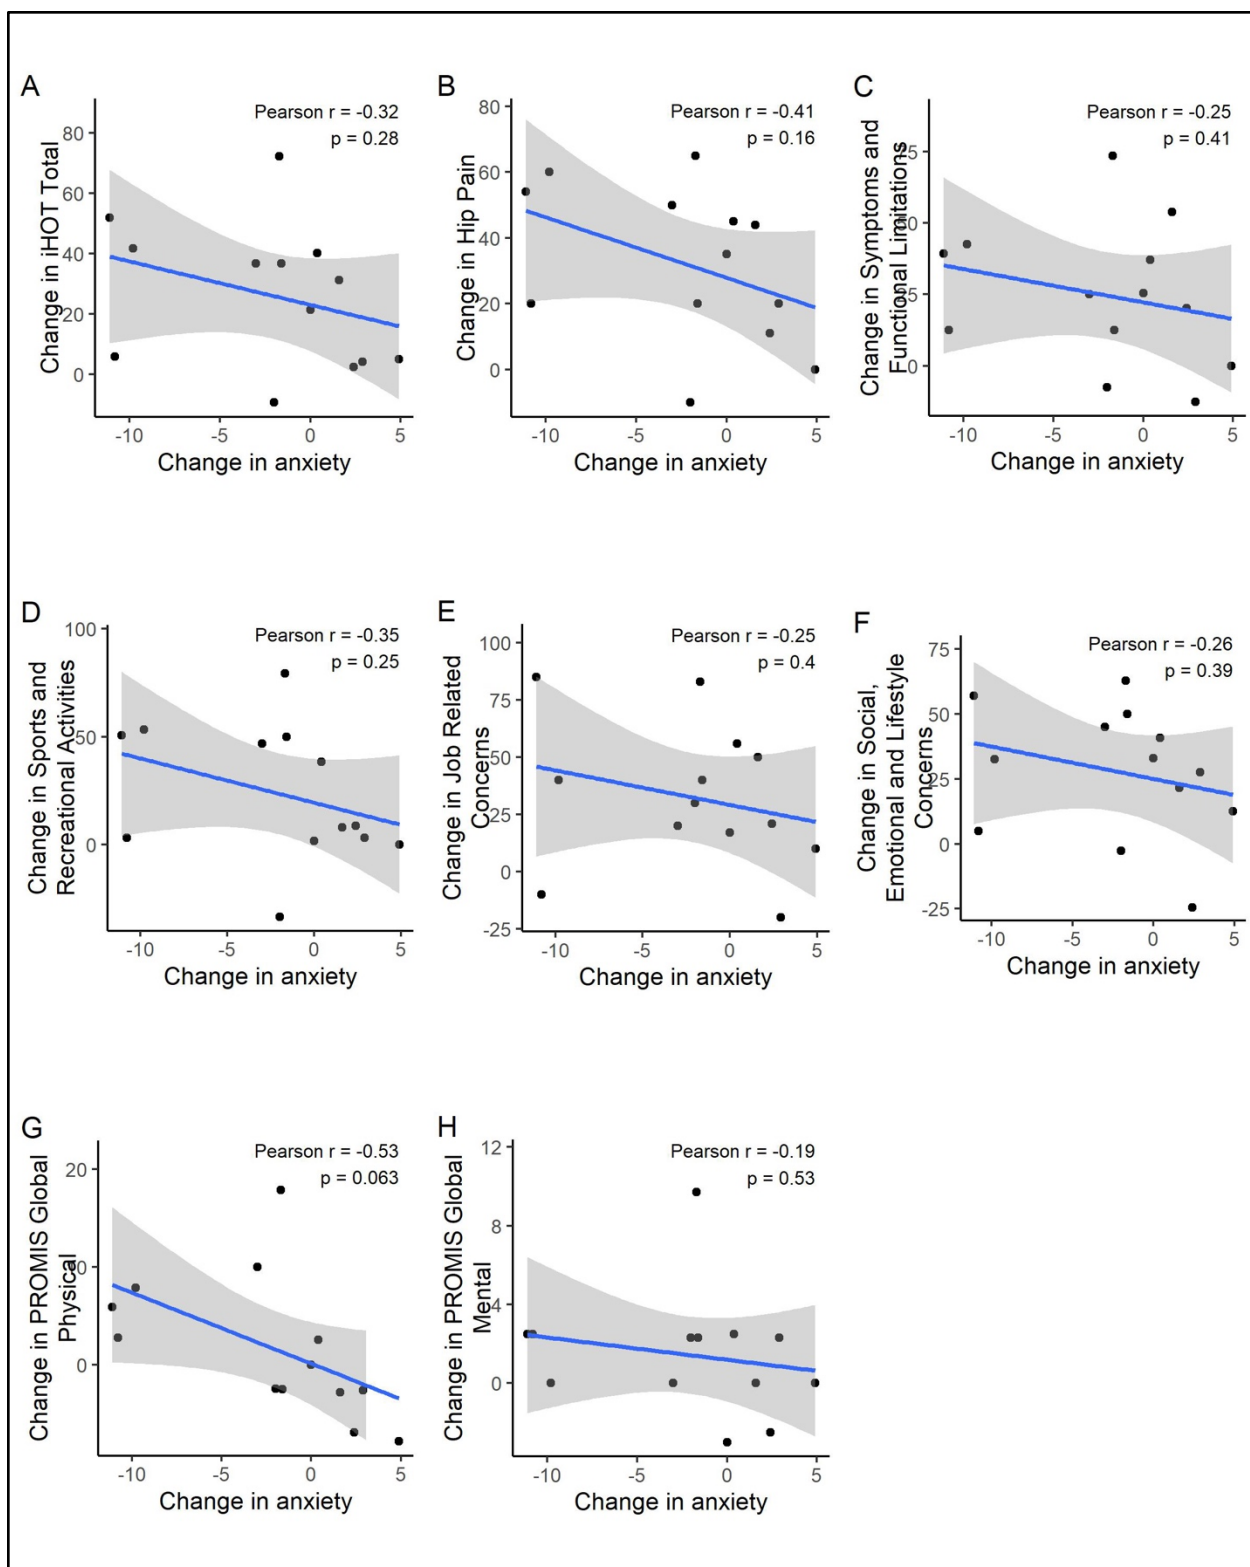 A
Pearson r = -0.32
p = 0.28
Change in iHOT Total
80
60
40
20
0
-10
-5
0
5
Change in anxiety
B
Pearson r = -0.41
p = 0.16
Change in Hip Pain
80
60
40
20
0
-10
-5
0
5
Change in anxiety
C
Pearson r = -0.25
p = 0.41
Change in Symptoms and
Functional Limitations
75
25
0
-10
-5
0
5
Change in anxiety
D
Pearson r = -0.35
p = 0.25
Change in Sports and
Recreational Activities
100
50
0
-10
-5
0
5
Change in anxiety
E
Pearson r = -0.25
p = 0.4
Change in Job Related
Concerns
100
75
50
25
0
-25
-10
-5
0
5
Change in anxiety
F
Pearson r = -0.26
p = 0.39
Change in Social,
Emotional and Lifestyle
Concerns
75
50
25
0
-25
-10
-5
0
5
Change in anxiety
G
Pearson r = -0.53
p = 0.063
Change in PROMIS Global
Physical
20
0
-10
-5
0
5
Change in anxiety
H
Pearson r = -0.19
p = 0.53
Change in PROMIS Global
Mental
12
8
4
0
-10
-5
0
5
Change in anxiety